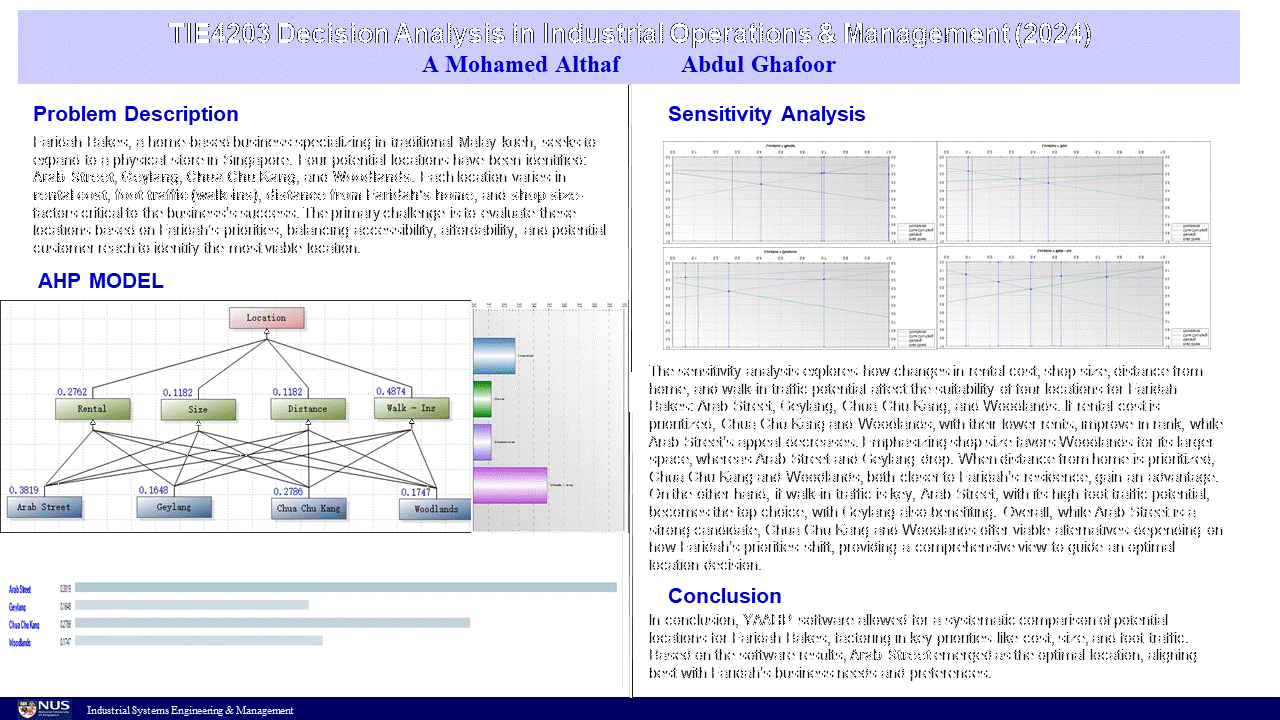 TIE4203 Decision Analysis in Industrial Operations & Management (2024)
A Mohamed Althaf Abdul Ghafoor
Problem Description
Faridah Bakes, a home-based business specializing in traditional Malay kueh, seeks to
expand to a physical store in Singapore. Four potential locations have been identified:
Arab Street, Geylang, Chua Chu Kang, and Woodlands. Each location varies in
rental cost, foot traffic (walk-ins), distance from Faridah's home, and shop size-
factors critical to the business's success. The primary challenge is to evaluate these
locations based on Faridah's priorities, balancing accessibility, affordability, and potential
customer reach to identify the most viable location.
AHP MODEL
Location
0.2762 0.1182 0.1182 0.4874
Rental Size Distance Walk - Ins
0.3819 0.1648 0.2786 0.1747
Arab Street Geylang Chua Chu Kang Woodlands
Arab Street 0.3819
Geylang 0.1648
Chua Chu Kang 0.2786
Woodlands 0.1747
Sensitivity Analysis
The sensitivity analysis explores how changes in rental cost, shop size, distance from
home, and walk-in traffic potential affect the suitability of four locations for Faridah
Bakes: Arab Street, Geylang, Chua Chu Kang, and Woodlands. If rental cost is
prioritized, Chua Chu Kang and Woodlands, with their lower rents, improve in rank, while
Arab Street's appeal decreases. Emphasizing shop size favors Woodlands for its larger
space, whereas Arab Street and Geylang drop. When distance from home is prioritized,
Chua Chu Kang and Woodlands, both closer to Faridah's residence, gain an advantage.
On the other hand, if walk-in traffic is key, Arab Street, with its high foot traffic potential,
becomes the top choice, with Geylang also benefiting. Overall, while Arab Street is a
strong candidate, Chua Chu Kang and Woodlands offer viable alternatives depending on
how Faridah's priorities shift, providing a comprehensive view to guide an optimal
location decision.
Conclusion
In conclusion, YAAHP software allowed for a systematic comparison of potential
locations for Faridah Bakes, factoring in key priorities like cost, size, and foot traffic.
Based on the software results, Arab Street emerged as the optimal location, aligning
best with Faridah's business needs and preferences.
NUS
Industrial Systems Engineering & Management